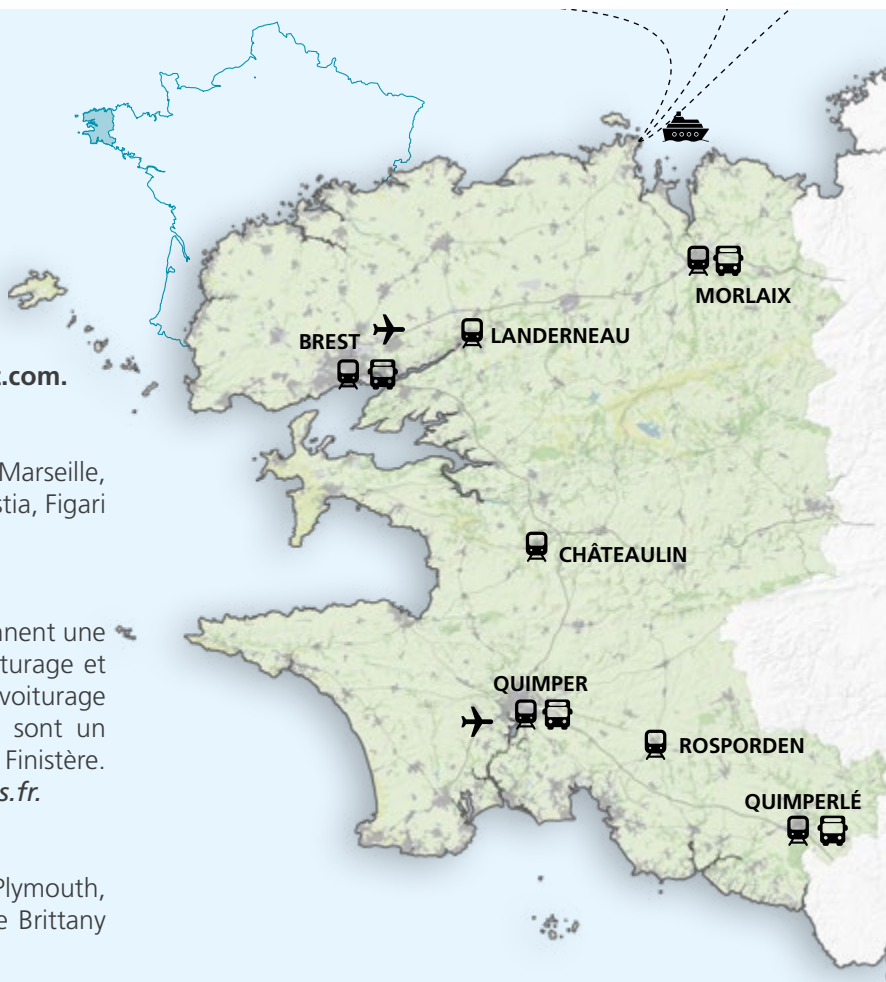 z.com.
Marseille,
stia, Figari
nnent une
turage et
voiturage
sont un
Finistère.
s.fr.
Plymouth,
e Brittany
MORLAIX
BREST
LANDERNEAU
CHÂTEAULIN
QUIMPER
ROSPORDEN
QUIMPERLÉ